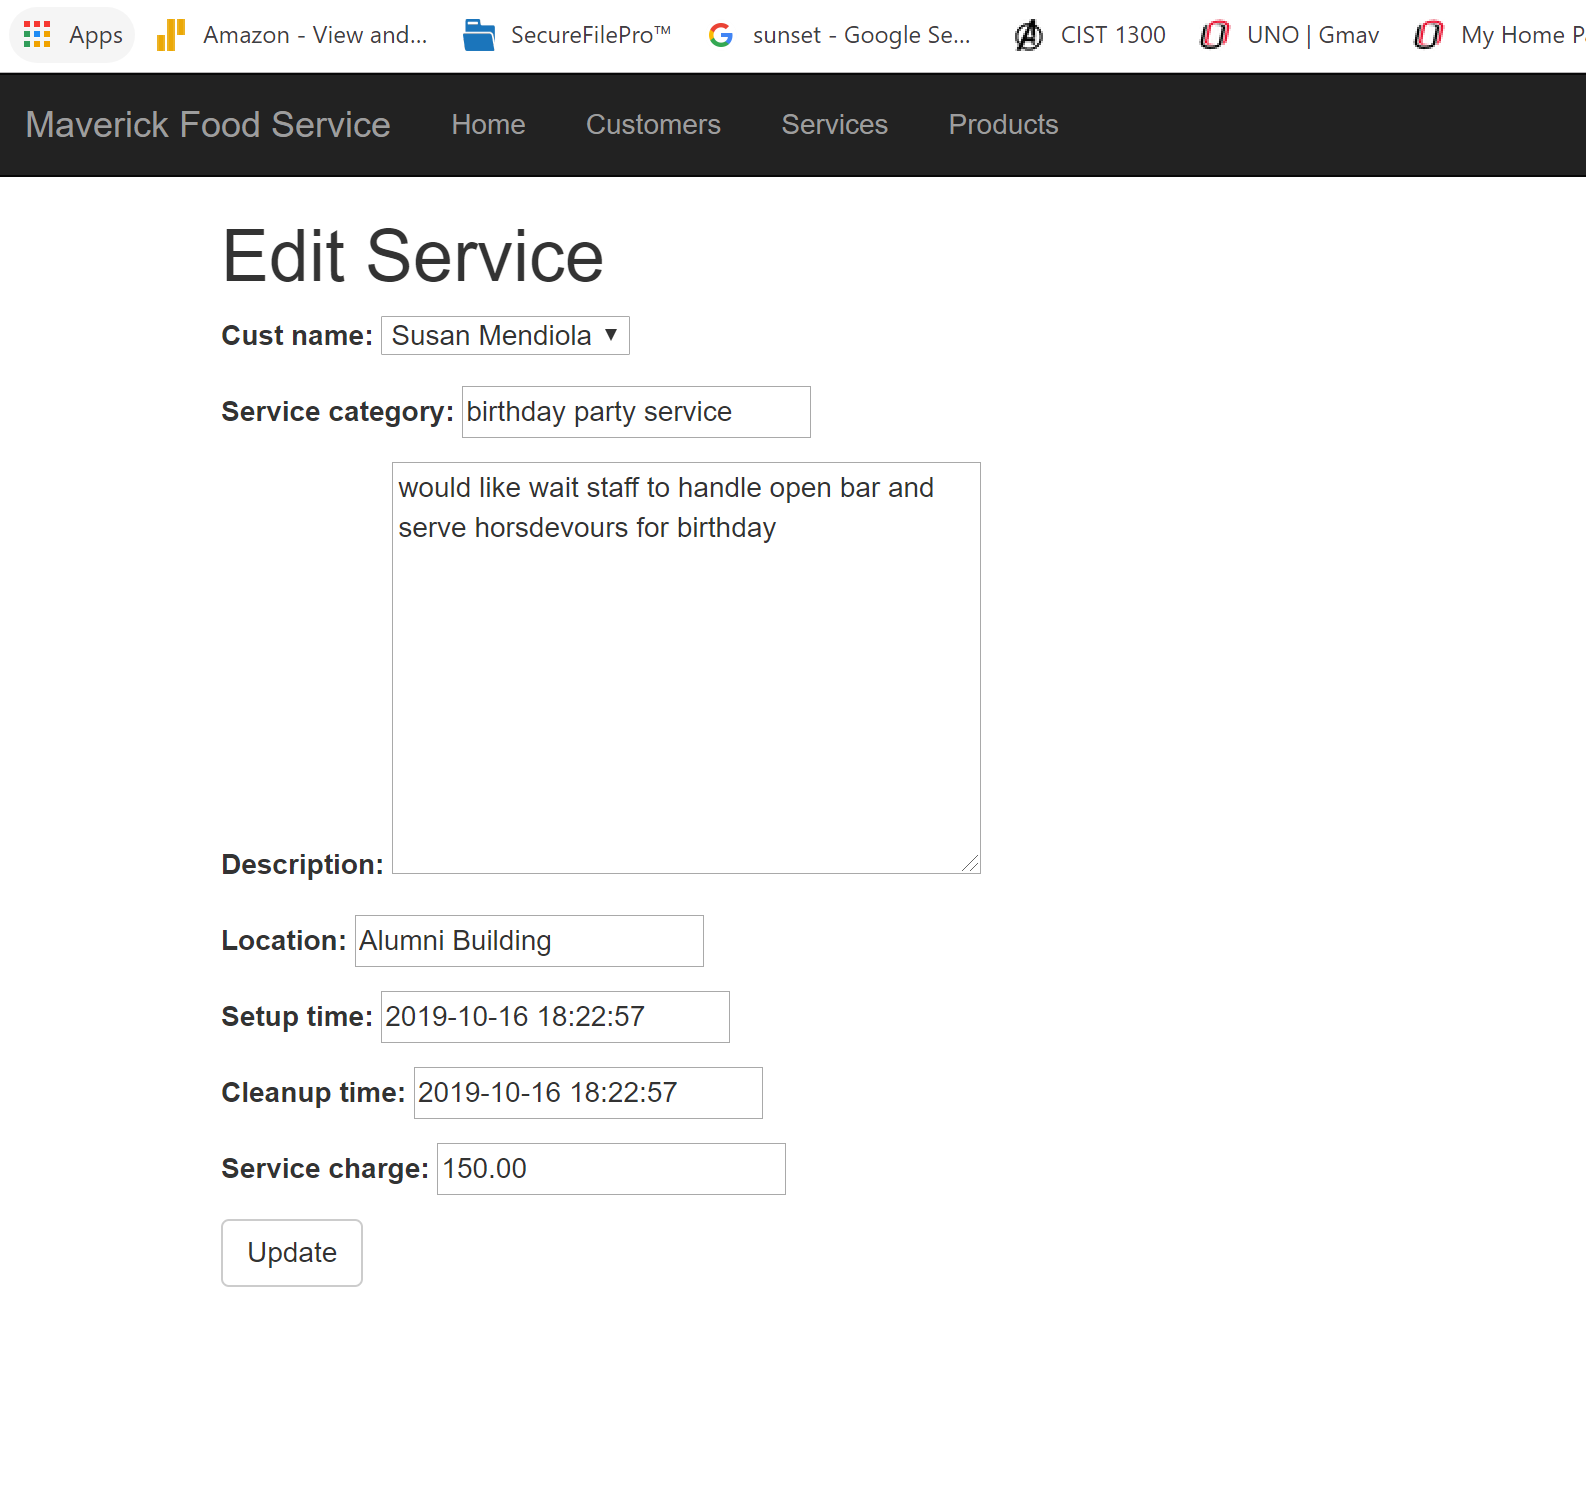 Apps Amazon - View and... SecureFilePro™ sunset - Google Se... CIST 1300 UNO | Gmav My Home P
Maverick Food Service Home Customers Services Products
Edit Service
Cust name: Susan Mendiola
Service category: birthday party service
would like wait staff to handle open bar and
serve horsdevours for birthday
Description:
Location: Alumni Building
Setup time: 2019-10-16 18:22:57
Cleanup time: 2019-10-16 18:22:57
Service charge: 150.00
Update